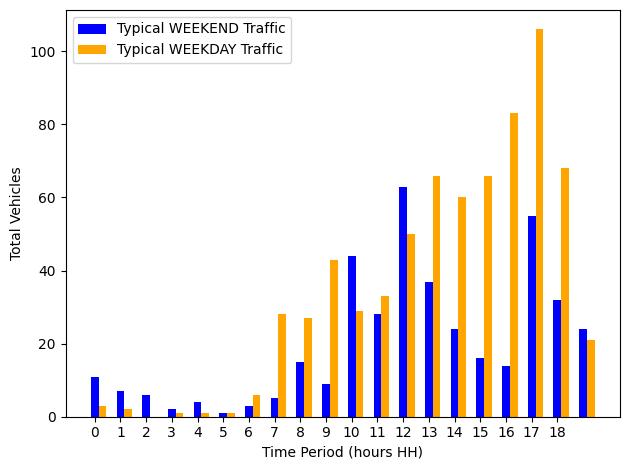 Typical WEEKEND Traffic
Typical WEEKDAY Traffic
100
80
60
40
20
0
Total Vehicles
0 1 2 3 4 5 6 7 8 9 10 11 12 13 14 15 16 17 18
Time Period (hours HH)